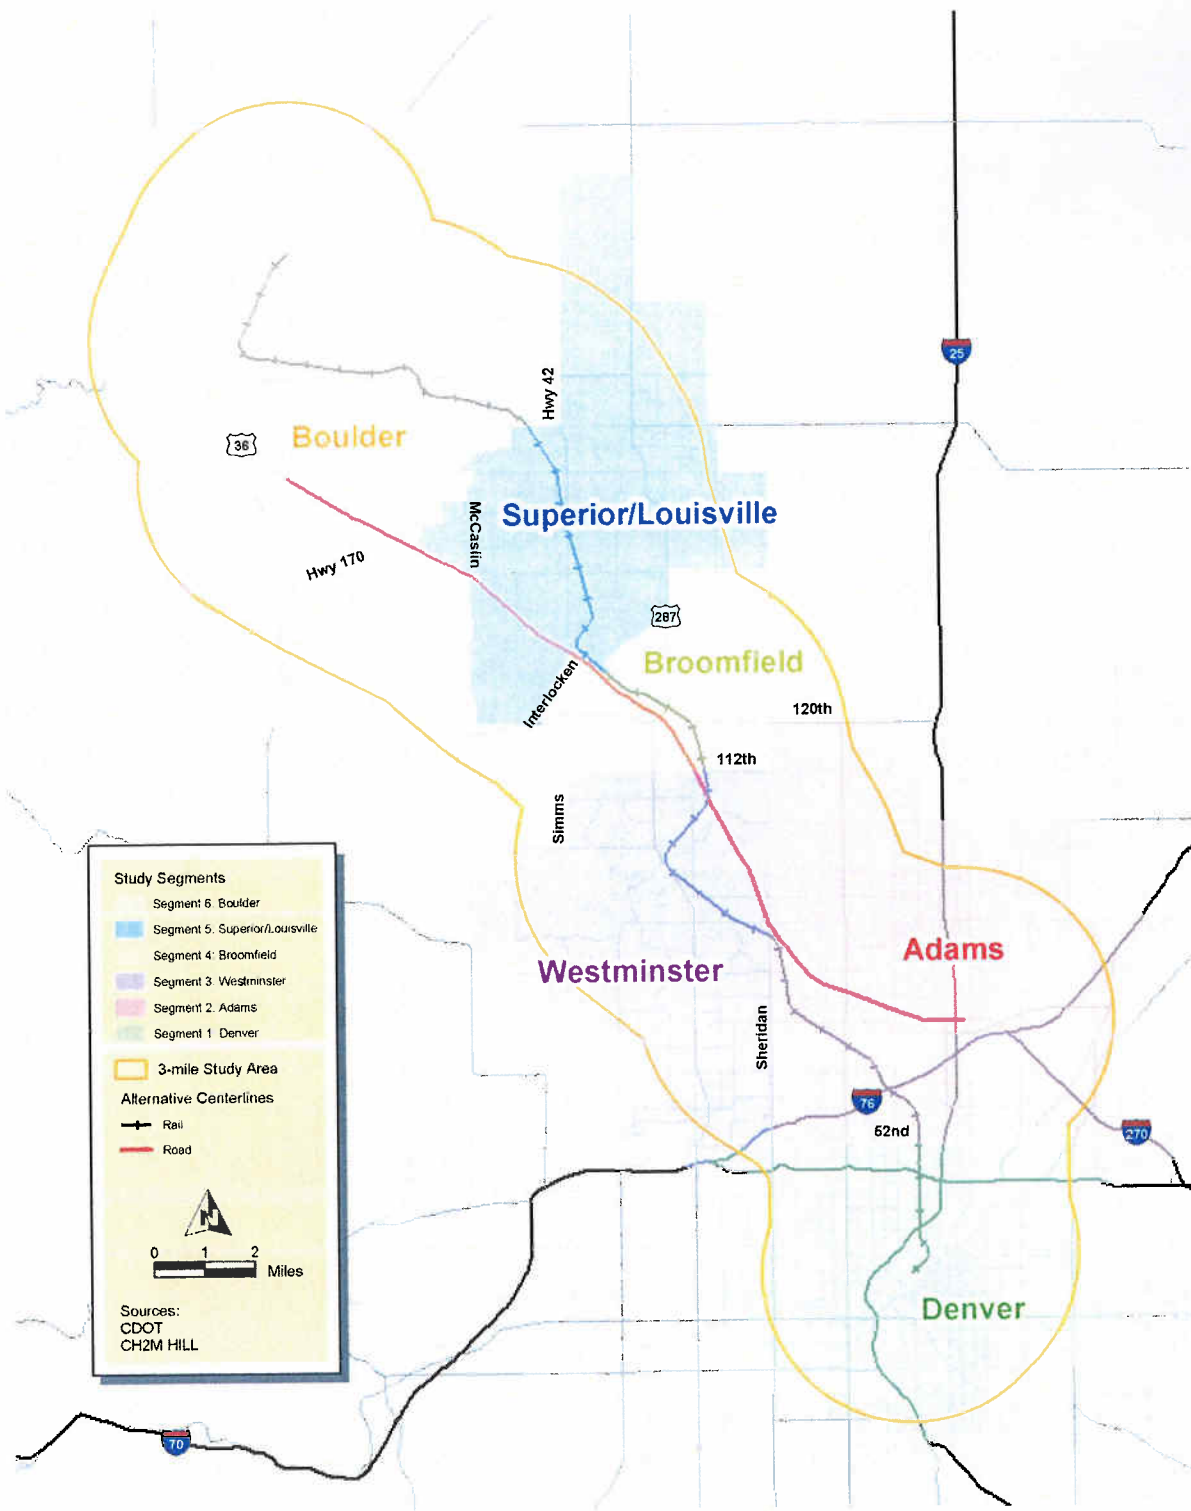 25
Hwy 42
36
Boulder
McCaslin
Superior/Louisville
Hwy 170
287
Broomfield
Interlocken
120th
112th
Simms
Study Segments
Segment 6. Boulder
Segment 5. Superior/Louisville
Segment 4: Broomfield
Segment 3. Westminster
Segment 2. Adams
Segment 1 Denver
3-mile Study Area
Alternative Centerlines
Rail
Road
N
0 1 2
Miles
Sources:
CDOT
CH2M HILL
Adams
Westminster
Sheridan
76
62nd
270
Denver
70